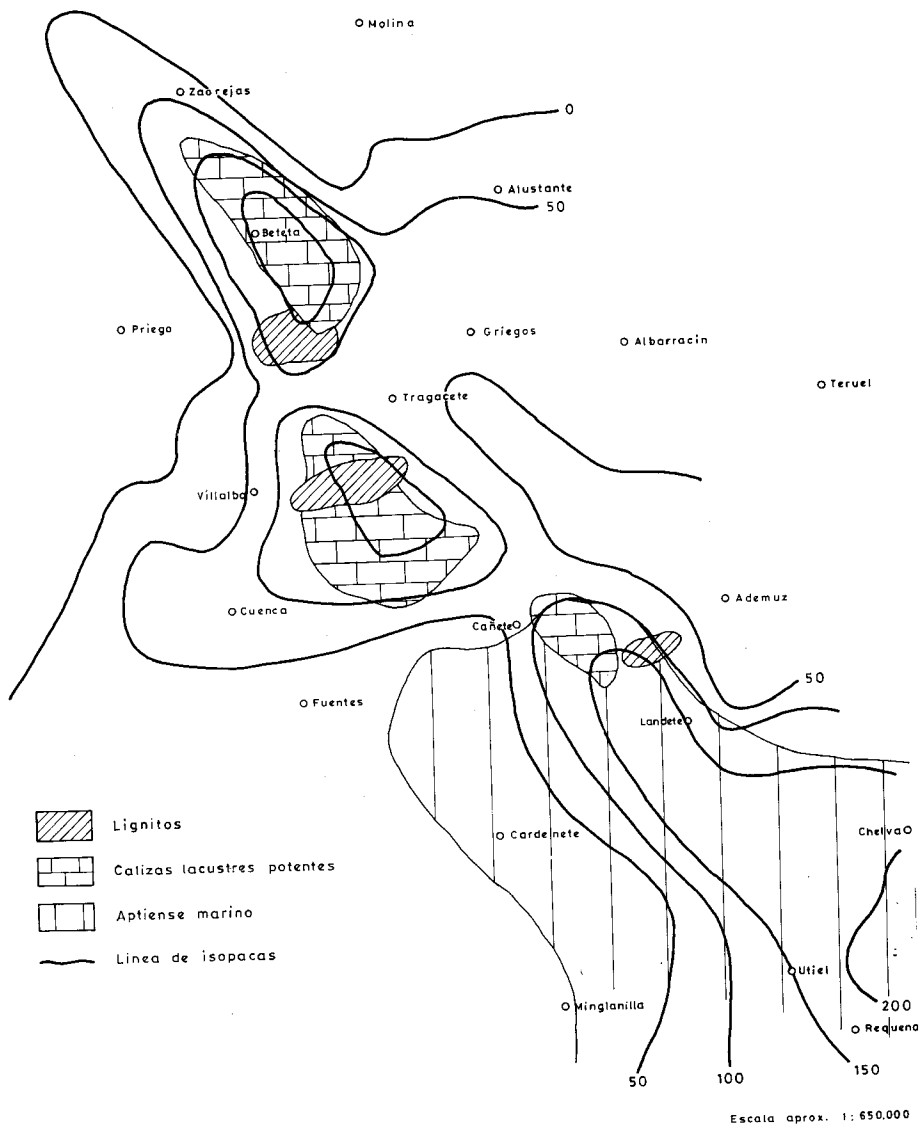 Molina
Zaorejas
0
Alustante
50
Beteta
Priego
Griegos
Albarracin
Teruel
Tragacete
Villalba
Ademuz
Cuenca
Cañete
50
Fuentes
Landete
Lignitos
Chelva
Cardenete
Calizas lacustres potentes
Aptiense marino
Linea de isopacas
Utiel
200
Minglanilla
Requena
150
50
100
Escala aprox. 1:650.000